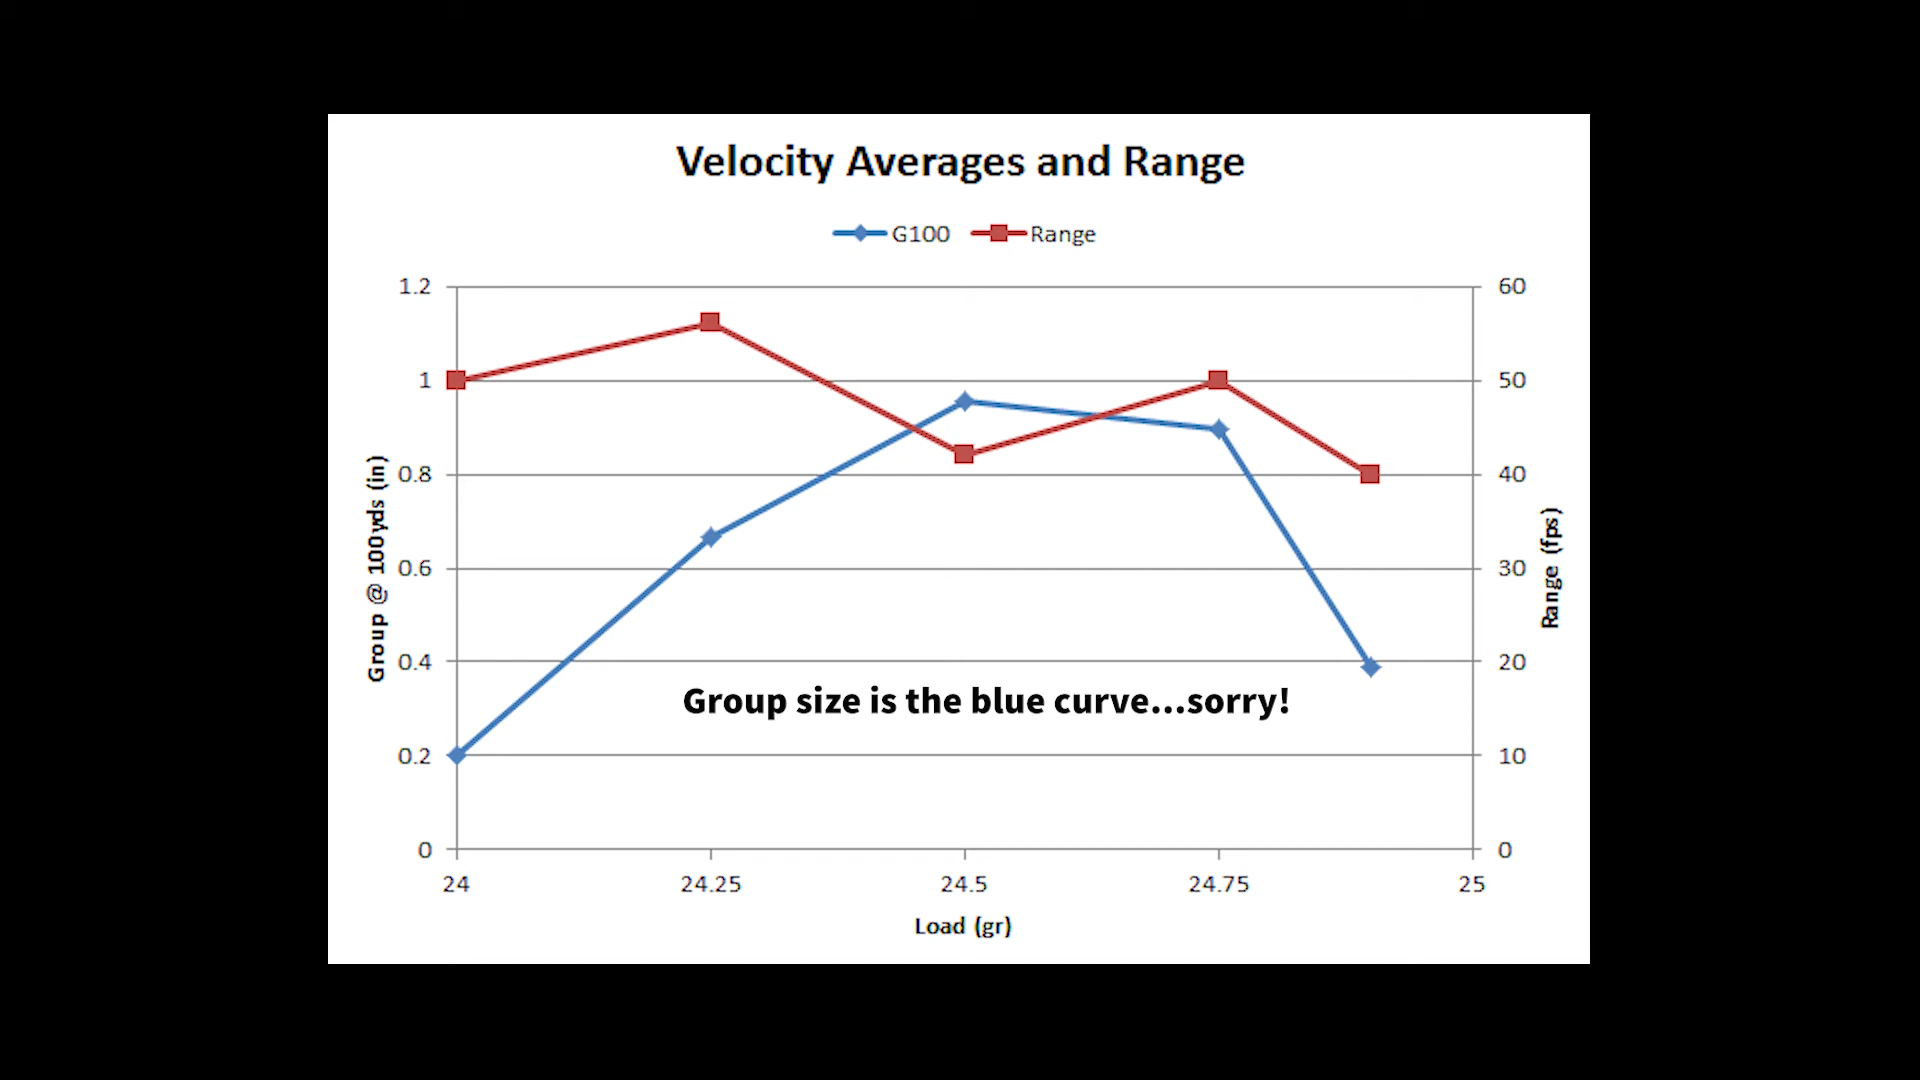 Velocity Averages and Range
G100 Range
1.2 60
1 50
0.8 40
0.6 30
0.4 20
0.2 10
0 0
Group @ 100yds (in)
Range (fps)
Group size is the blue curve...sorry!
24 24.25 24.5 24.75 25
Load (gr)